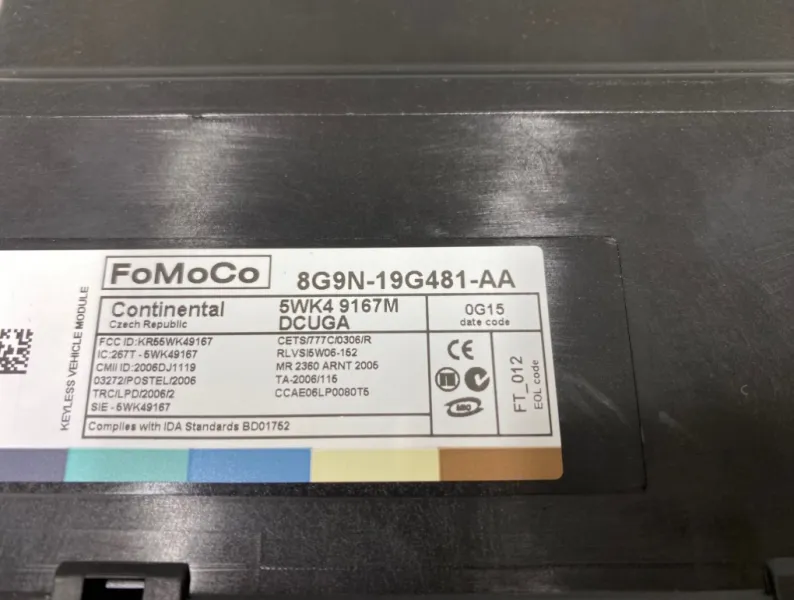 FoMoCo
8G9N-19G481-AA
KEYLESS VEHICLE MODULE
Continental
Czech Republic
5WK4 9167M
DCUGA
0G15
date code
FCC ID:KR55WK49167
IC:267T - 5WK49167
CMII ID:2006DJ1119
03272/POSTEL/2006
TRC/LPD/2006/2
SIE - 5WK49167
CETS/777C/0306/R
RLVSI5W06-152
MR 2360 ARNT 2006
TA-2006/115
CCAE06LP0080T5
CE
FT_012
EOL code
Complies with IDA Standards BD01752